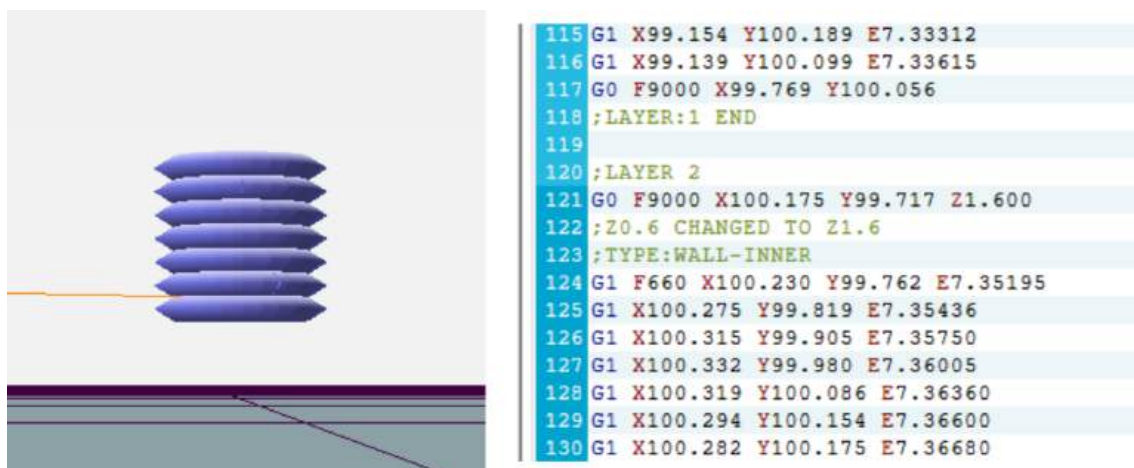 115 G1 X99.154 Y100.189 E7.33312
116 G1 X99.139 Y100.099 E7.33615
117 G0 F9000 X99.769 Y100.056
118 ;LAYER:1 END
119
120 ;LAYER 2
121 G0 F9000 X100.175 Y99.717 Z1.600
122 ;Z0.6 CHANGED TO Z1.6
123 ;TYPE:WALL-INNER
124 G1 F660 X100.230 Y99.762 E7.35195
125 G1 X100.275 Y99.819 E7.35436
126 G1 X100.315 Y99.905 E7.35750
127 G1 X100.332 Y99.980 E7.36005
128 G1 X100.319 Y100.086 E7.36360
129 G1 X100.294 Y100.154 E7.36600
130 G1 X100.282 Y100.175 E7.36680